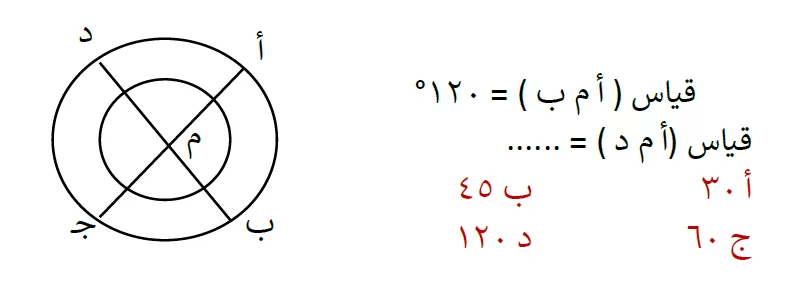 د
أ
م
جـ
ب
قياس ( أ م ب ) = ١٢٠°
قياس (أ م د ) = ......
أ ٣٠ ب ٤٥
ج ٦٠ د ١٢٠